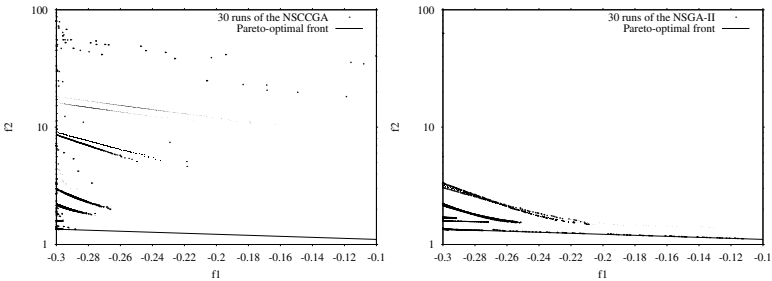 100
30 runs of the NSCCGA
Pareto-optimal front
f2
10
1
-0.3 -0.28 -0.26 -0.24 -0.22 -0.2 -0.18 -0.16 -0.14 -0.12 -0.1
f1
100
30 runs of the NSGA-II
Pareto-optimal front
f2
10
1
-0.3 -0.28 -0.26 -0.24 -0.22 -0.2 -0.18 -0.16 -0.14 -0.12 -0.1
f1